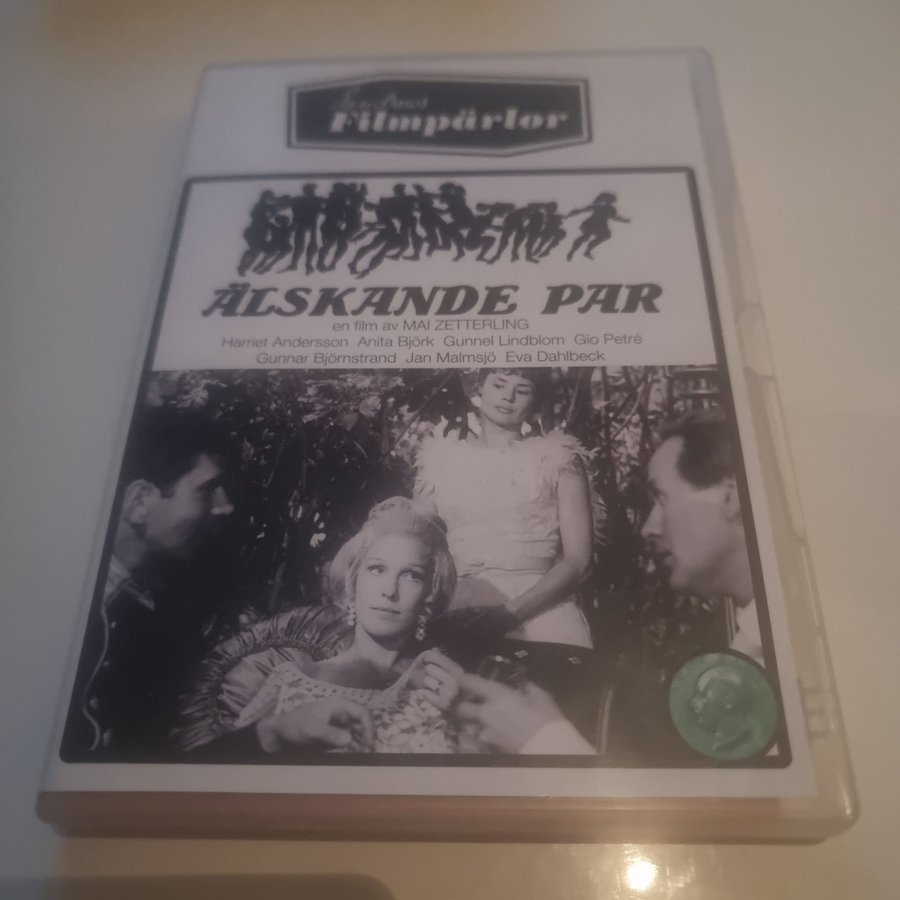 Filmpärlor
ÄLSKANDE PAR
en film av MAI ZETTERLING
Harriet Andersson Anita Björk Gunnel Lindblom Gio Petré
Gunnar Björnstrand Jan Malmsjö Eva Dahlbeck